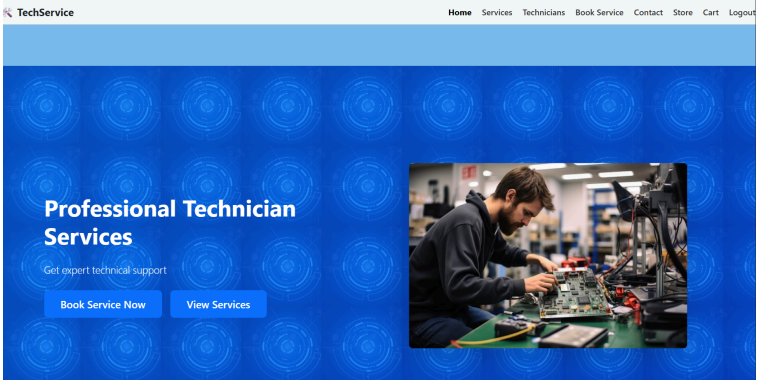 TechService
Home Services Technicians Book Service Contact Store Cart Logout
Professional Technician
Services
Get expert technical support
Book Service Now View Services